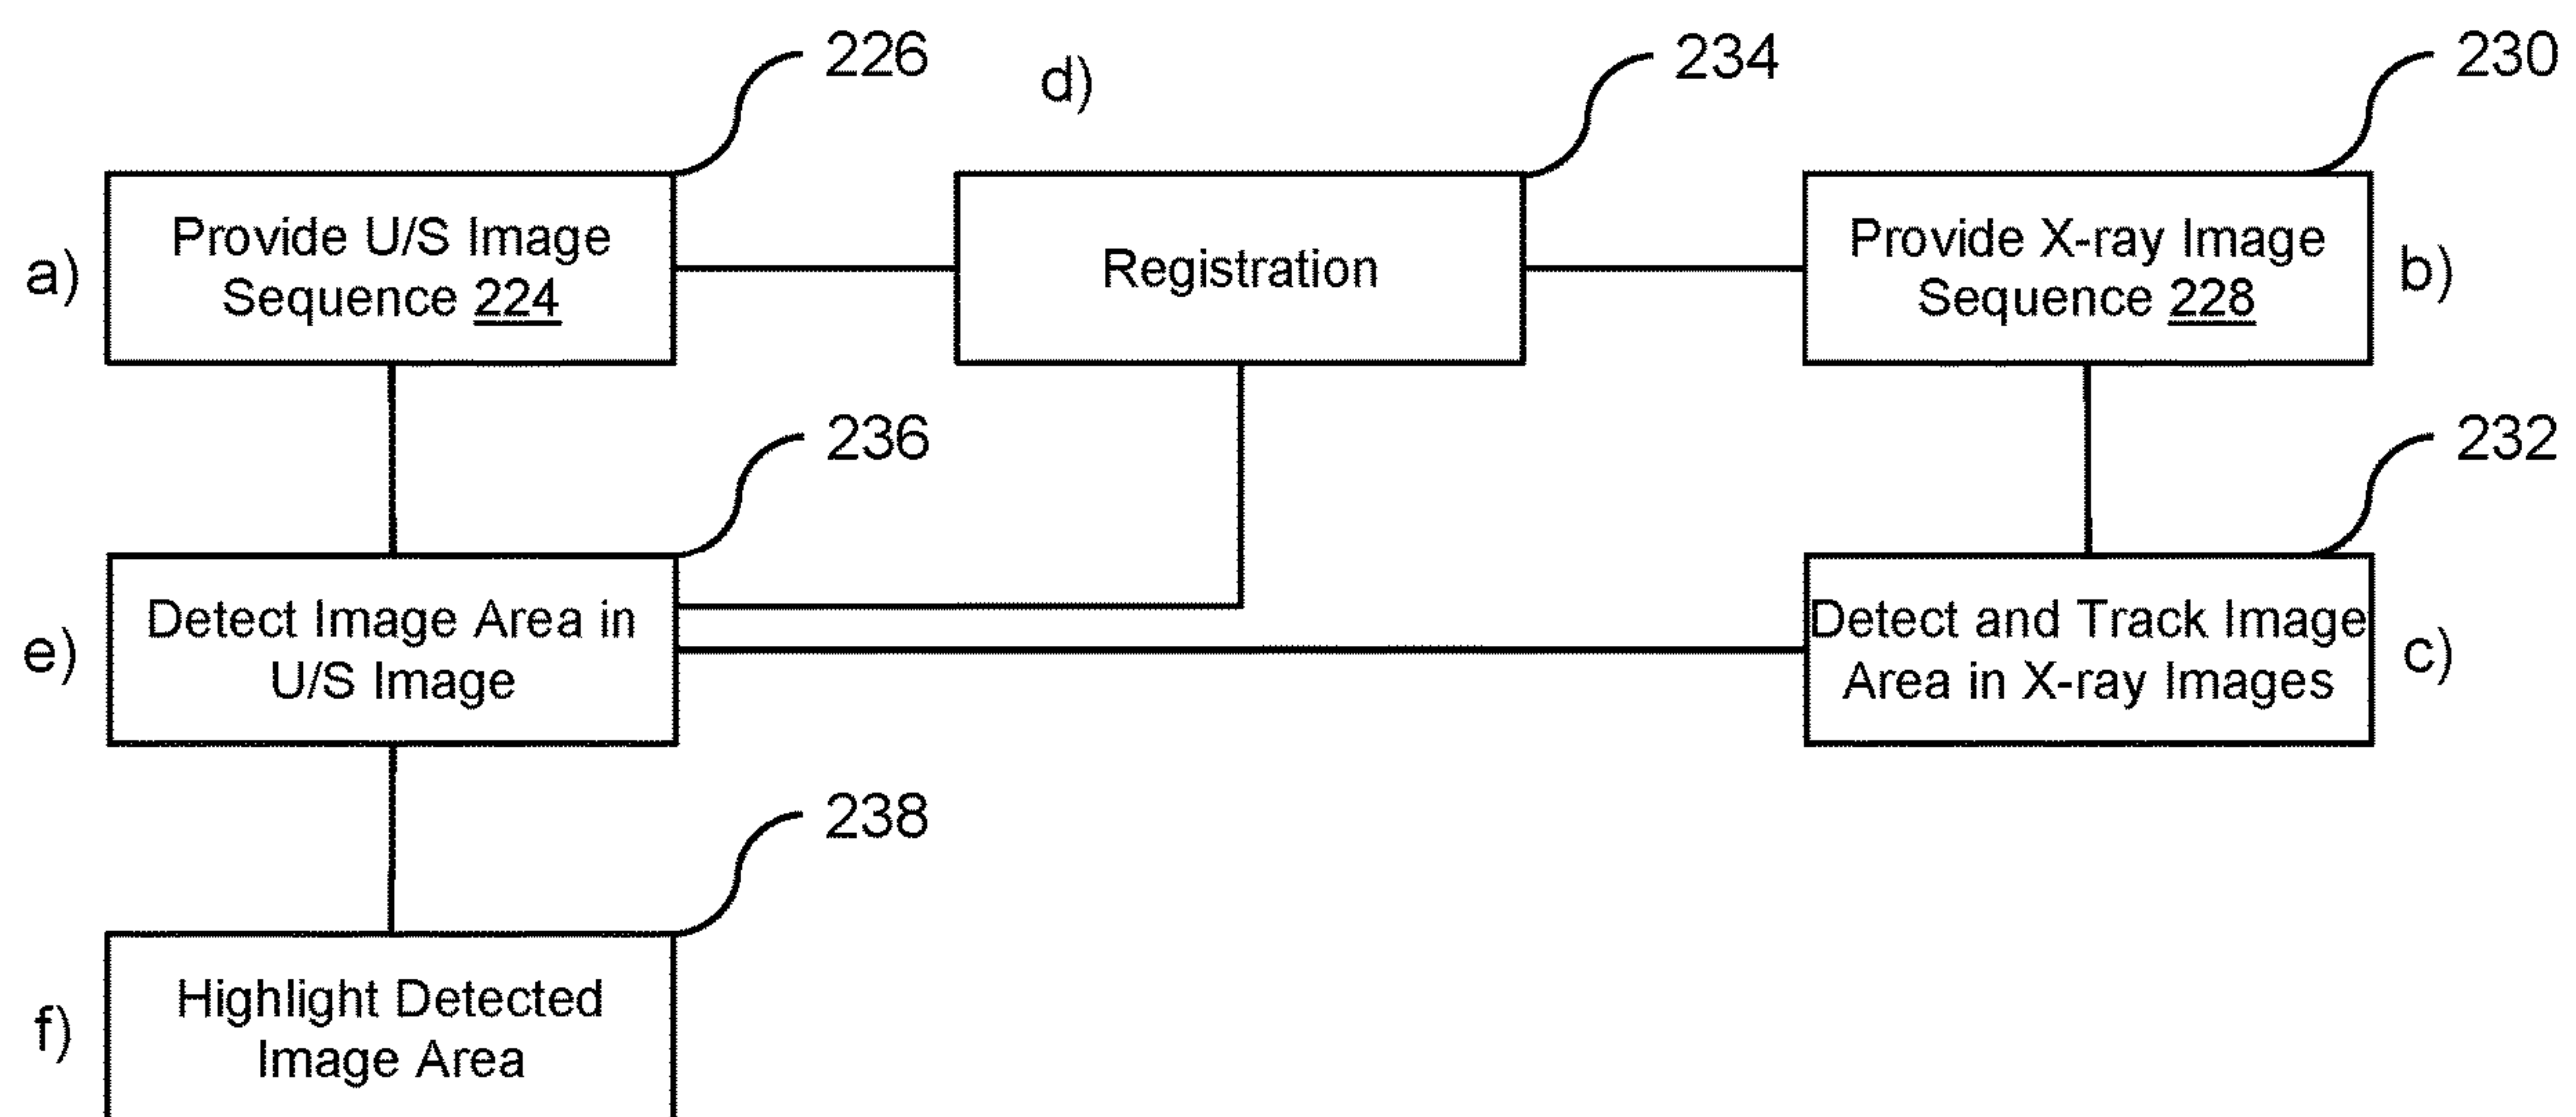 226
d)
234
230
a)
Provide U/S Image
Sequence 224
Registration
Provide X-ray Image
Sequence 228
b)
236
232
e)
Detect Image Area in
U/S Image
Detect and Track Image
Area in X-ray Images
c)
238
f)
Highlight Detected
Image Area